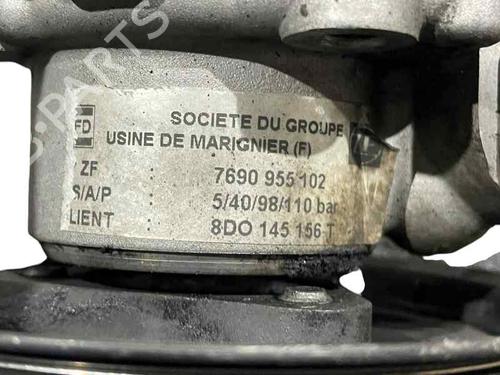 FD
SOCIETE DU GROUPE
USINE DE MARIGNIER (F)
ZF : 7690 955 102
S/A/P : 5/40/98/110 bar
LIENT : 8DO 145 156 T